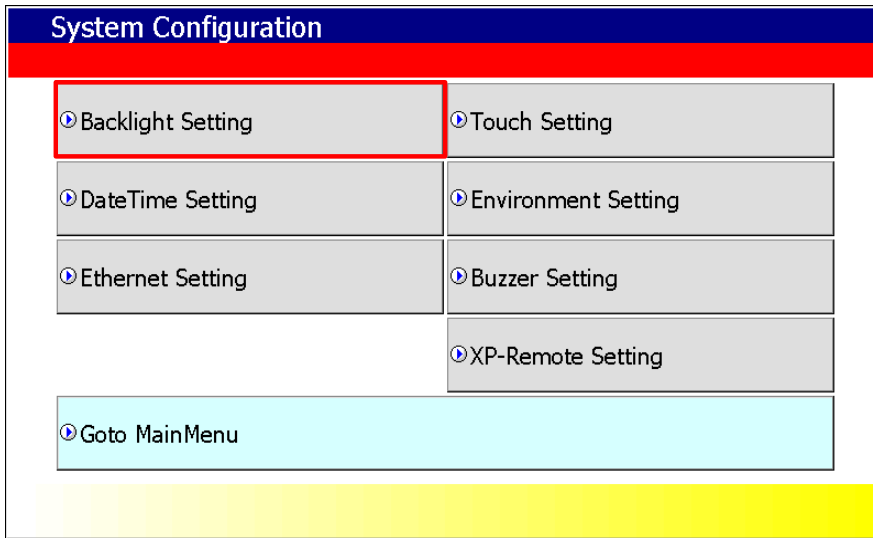 System Configuration
Backlight Setting
Touch Setting
DateTime Setting
Environment Setting
Ethernet Setting
Buzzer Setting
XP-Remote Setting
Goto MainMenu